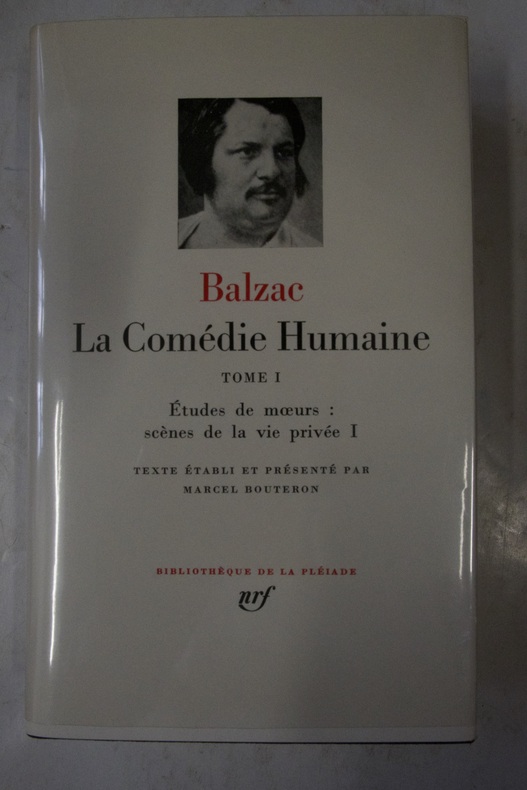 Balzac
La Comédie Humaine
TOME I
Études de mœurs :
scènes de la vie privée I
TEXTE ÉTABLI ET PRÉSENTÉ PAR
MARCEL BOUTERON
BIBLIOTHÈQUE DE LA PLÉIADE
nrf